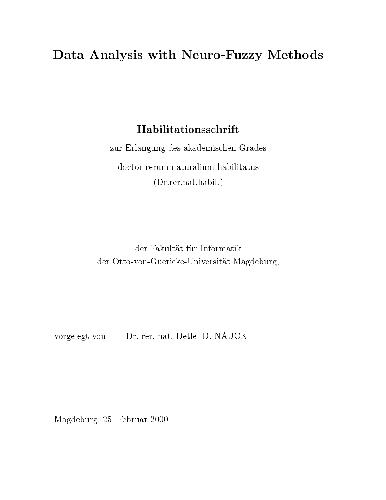 Data Analysis with Neuro-Fuzzy Methods
Habilitationsschrift
zur Erlangung des akademischen Grades
doctor rerum naturalium habilitatus
(Dr.rer.nat.habil.)
der Fakultät für Informatik
der Otto-von-Guericke-Universität Magdeburg
vorgelegt von Dr. rer. nat. Detlef D. NAUCK
Magdeburg, 25. Februar 2000